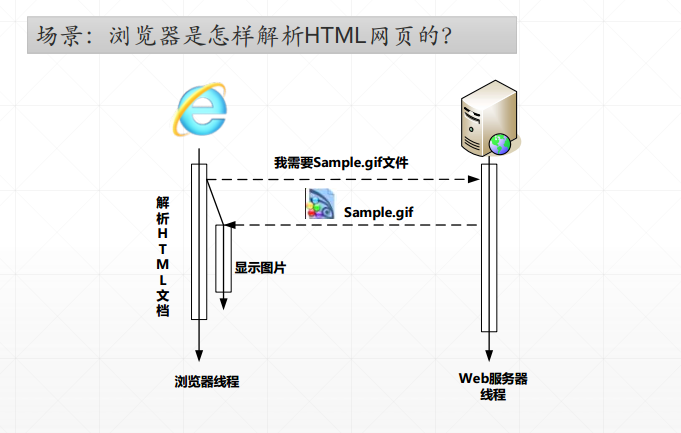 场景：浏览器是怎样解析HTML网页的？
我需要Sample.gif文件
Sample.gif
解析HTML文档
显示图片
浏览器线程
Web服务器
线程